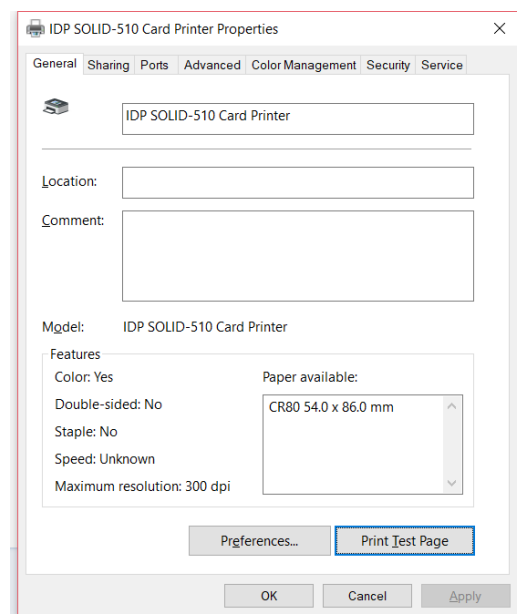 IDP SOLID-510 Card Printer Properties
General Sharing Ports Advanced Color Management Security Service
IDP SOLID-510 Card Printer
Location:
Comment:
Model: IDP SOLID-510 Card Printer
Features
Color: Yes Paper available:
Double-sided: No CR80 54.0 x 86.0 mm
Staple: No
Speed: Unknown
Maximum resolution: 300 dpi
Preferences... Print Test Page
OK Cancel Apply